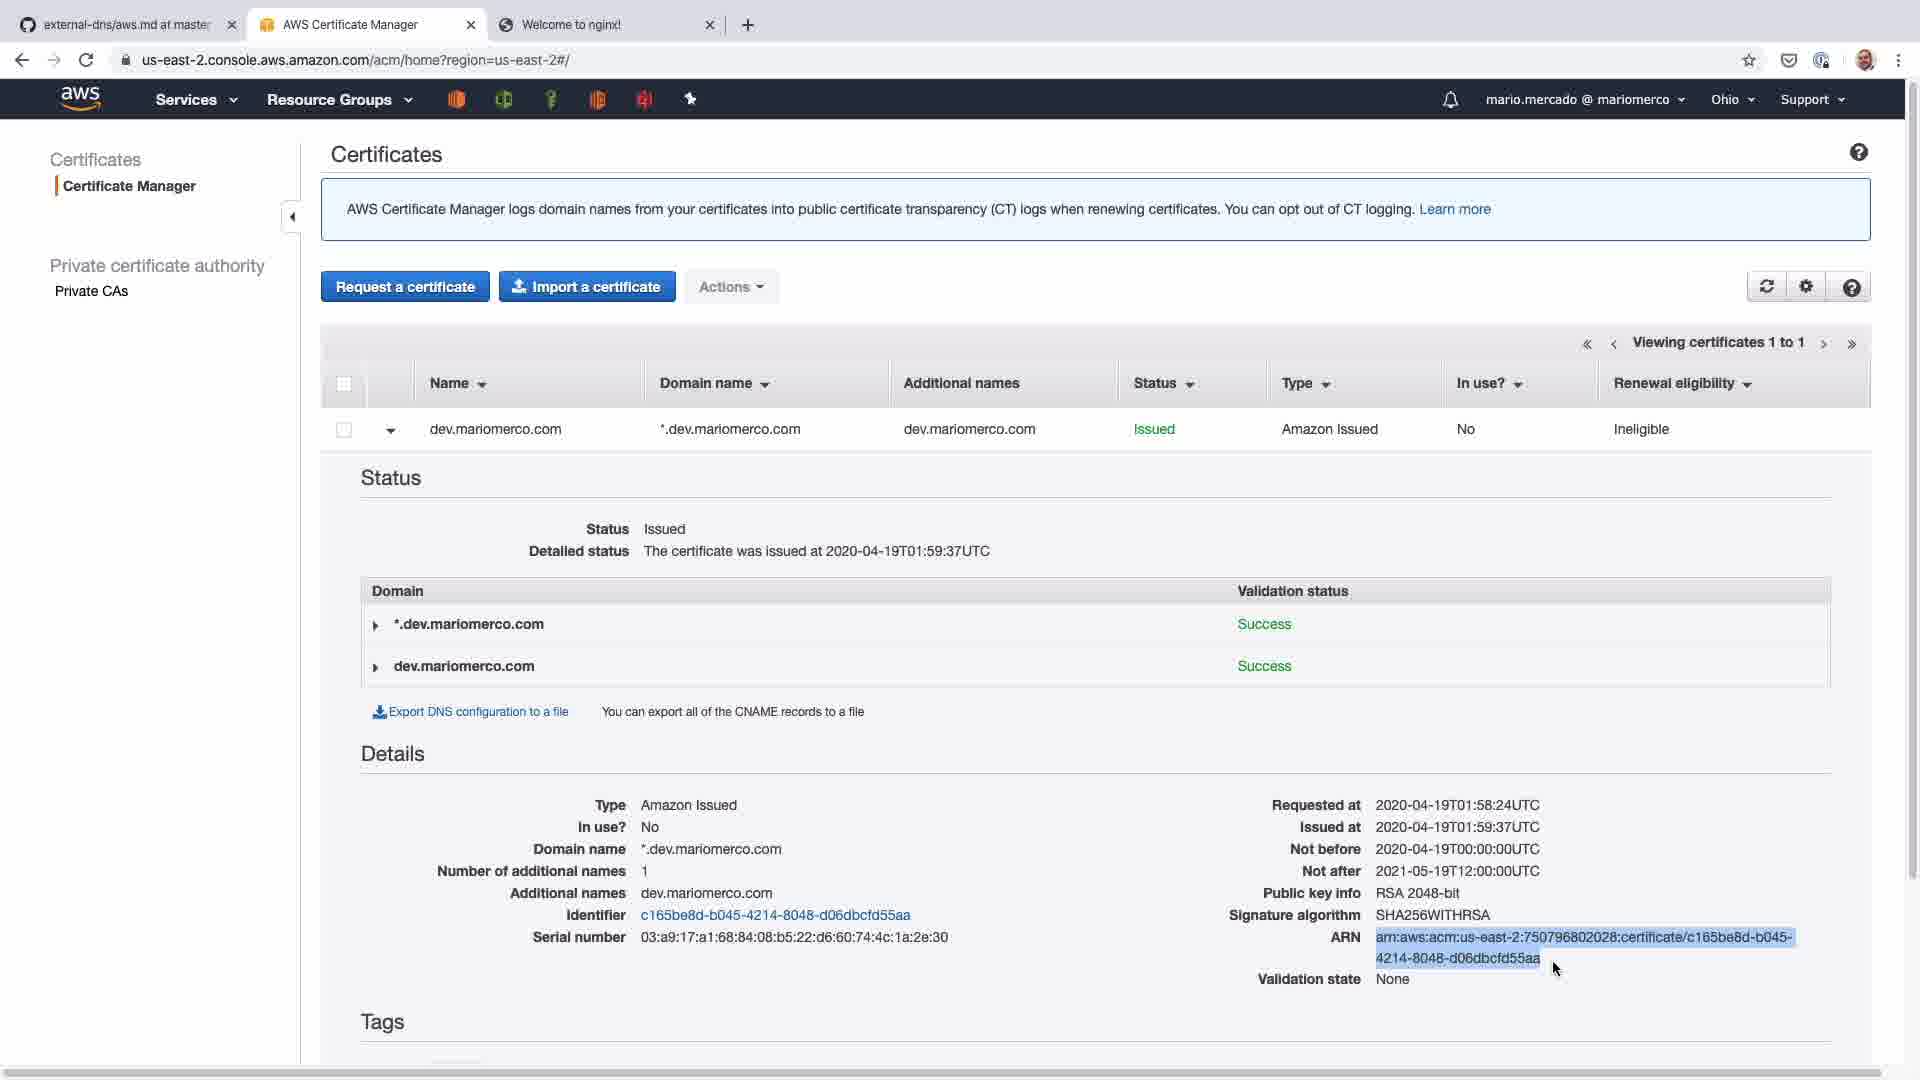 external-dns/aws.md at master
AWS Certificate Manager
Welcome to nginx!
us-east-2.console.aws.amazon.com/acm/home?region=us-east-2#/
aws
Services
Resource Groups
mario.mercado @ mariomerco
Ohio
Support
Certificates
Certificate Manager
Private certificate authority
Private CAs
Certificates
AWS Certificate Manager logs domain names from your certificates into public certificate transparency (CT) logs when renewing certificates. You can opt out of CT logging. Learn more
Request a certificate
Import a certificate
Actions
« ‹ Viewing certificates 1 to 1 › »
Name Domain name Additional names Status Type In use? Renewal eligibility
dev.mariomerco.com *.dev.mariomerco.com dev.mariomerco.com Issued Amazon Issued No Ineligible
Status
Status Issued
Detailed status The certificate was issued at 2020-04-19T01:59:37UTC
Domain Validation status
*.dev.mariomerco.com Success
dev.mariomerco.com Success
Export DNS configuration to a file You can export all of the CNAME records to a file
Details
Type Amazon Issued
In use? No
Domain name *.dev.mariomerco.com
Number of additional names 1
Additional names dev.mariomerco.com
Identifier c165be8d-b045-4214-8048-d06dbcfd55aa
Serial number 03:a9:17:a1:68:84:08:b5:22:d6:60:74:4c:1a:2e:30
Requested at 2020-04-19T01:58:24UTC
Issued at 2020-04-19T01:59:37UTC
Not before 2020-04-19T00:00:00UTC
Not after 2021-05-19T12:00:00UTC
Public key info RSA 2048-bit
Signature algorithm SHA256WITHRSA
ARN arn:aws:acm:us-east-2:750796802028:certificate/c165be8d-b045-
4214-8048-d06dbcfd55aa
Validation state None
Tags